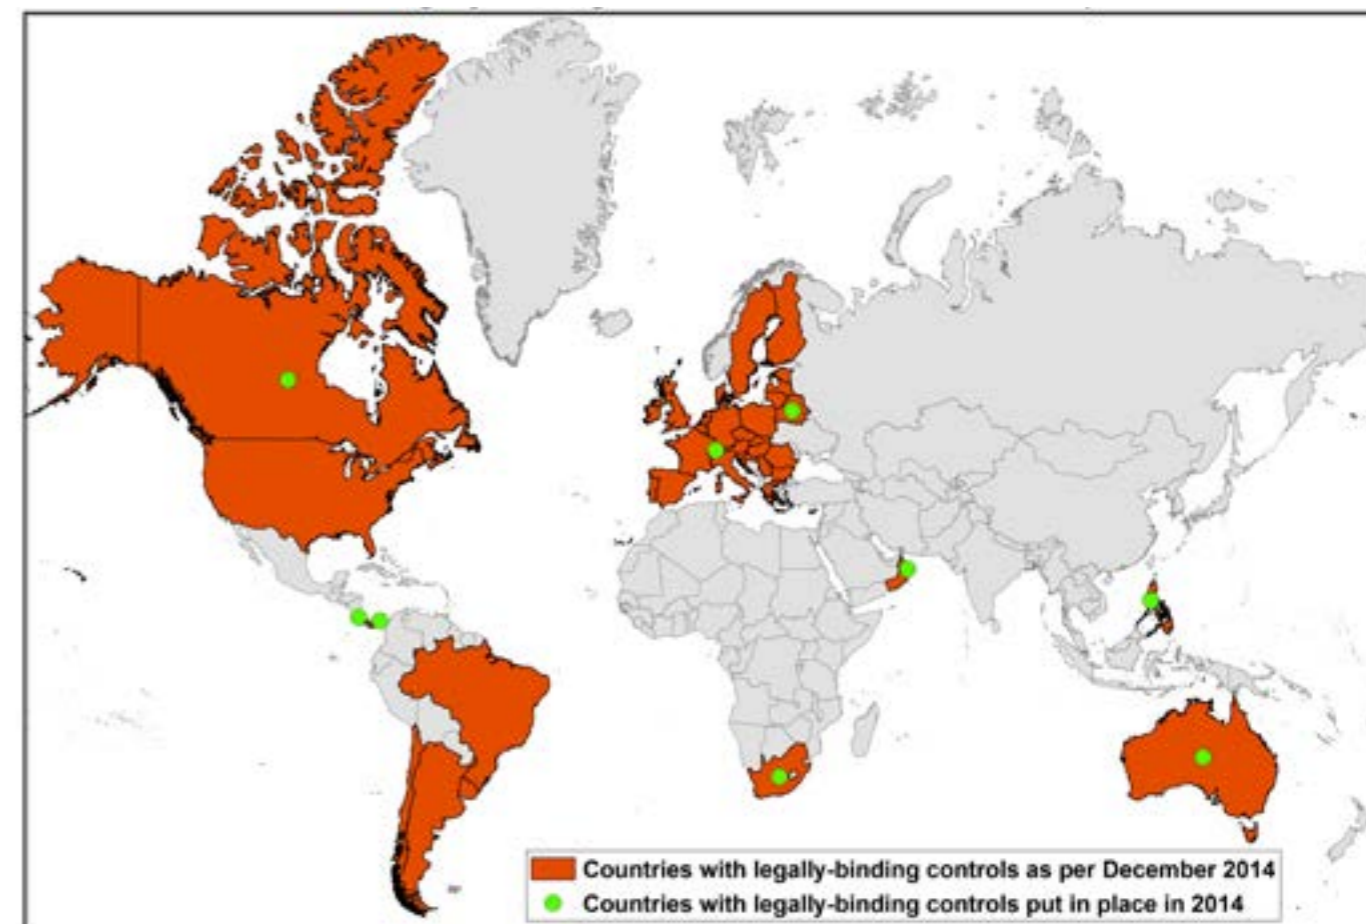 Countries with legally-binding controls as per December 2014
Countries with legally-binding controls put in place in 2014